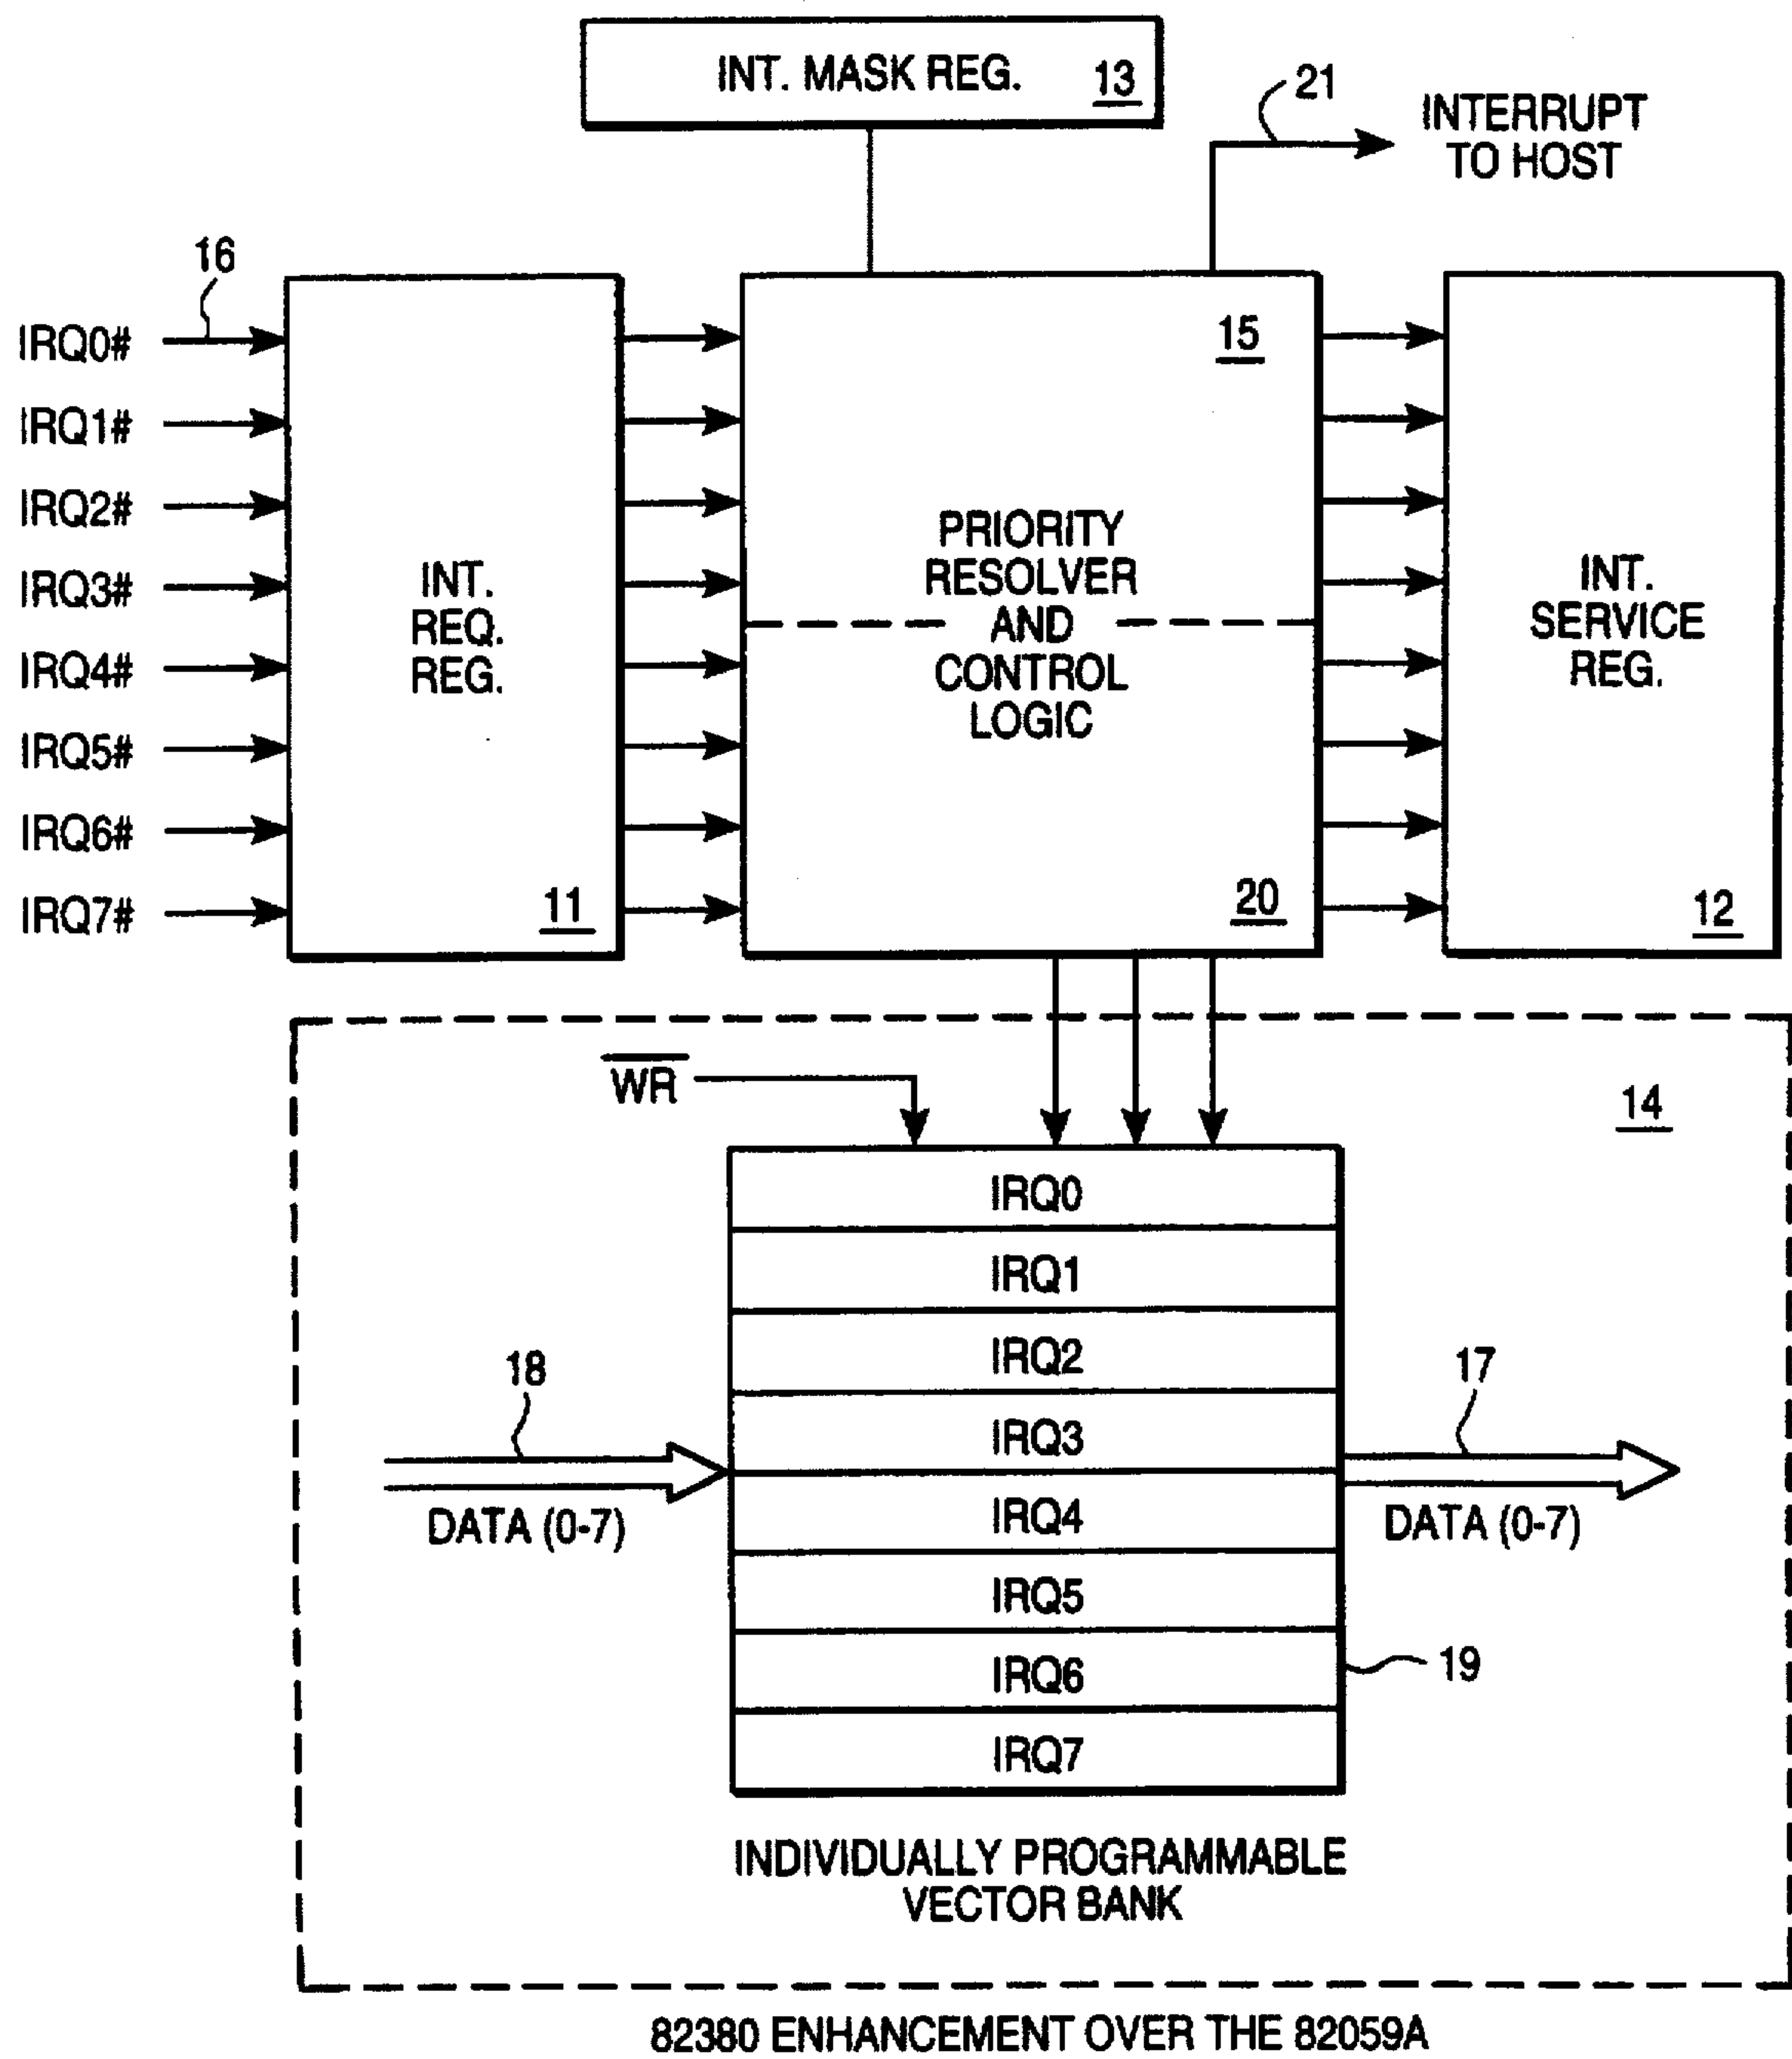 INT. MASK REG. 13
21
INTERRUPT
TO HOST
16
IRQ0#
IRQ1#
IRQ2#
IRQ3#
IRQ4#
IRQ5#
IRQ6#
IRQ7#
INT.
REQ.
REG.
11
15
PRIORITY
RESOLVER
AND
CONTROL
LOGIC
20
INT.
SERVICE
REG.
12
WR
14
IRQ0
IRQ1
IRQ2
IRQ3
IRQ4
IRQ5
IRQ6
IRQ7
18
DATA (0-7)
17
DATA (0-7)
19
INDIVIDUALLY PROGRAMMABLE
VECTOR BANK
82380 ENHANCEMENT OVER THE 82059A